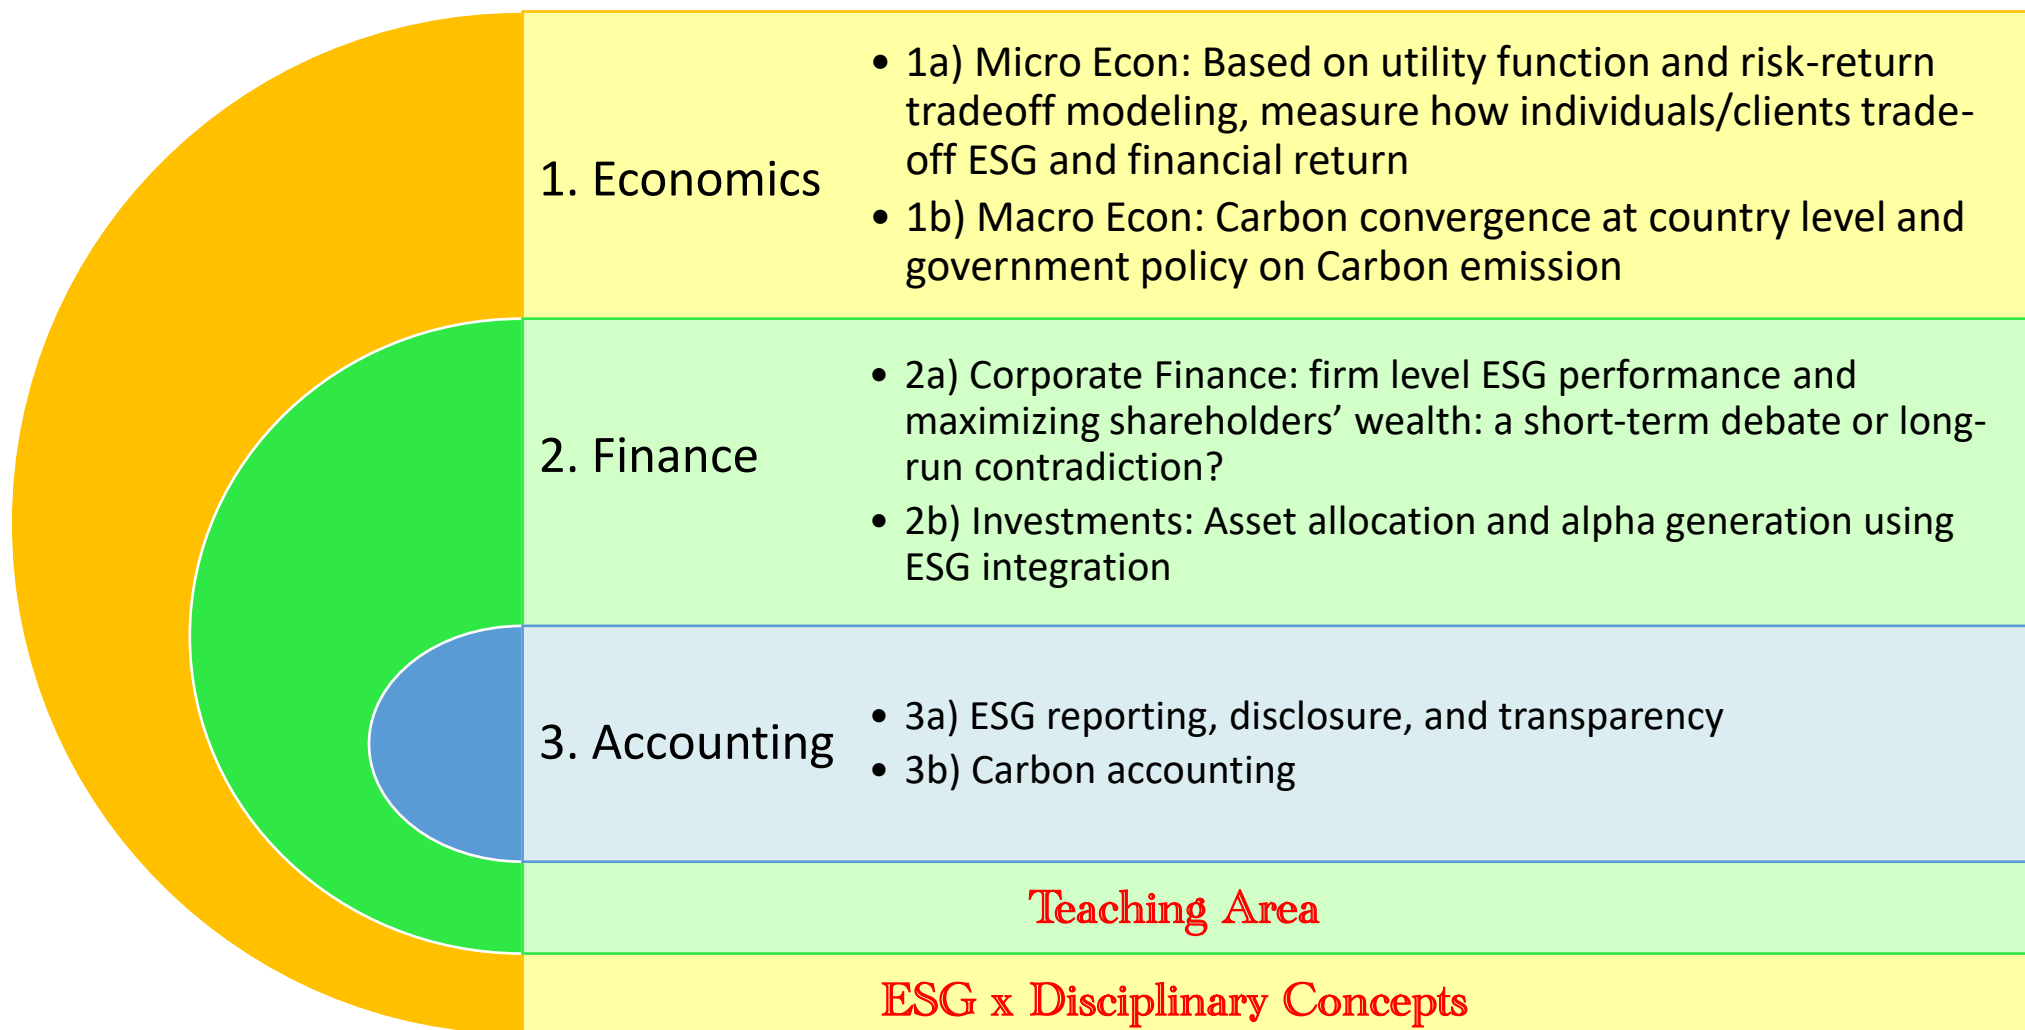 1. Economics
• 1a) Micro Econ: Based on utility function and risk-return
tradeoff modeling, measure how individuals/clients trade-
off ESG and financial return
• 1b) Macro Econ: Carbon convergence at country level and
government policy on Carbon emission
2. Finance
• 2a) Corporate Finance: firm level ESG performance and
maximizing shareholders’ wealth: a short-term debate or long-
run contradiction?
• 2b) Investments: Asset allocation and alpha generation using
ESG integration
3. Accounting
• 3a) ESG reporting, disclosure, and transparency
• 3b) Carbon accounting
Teaching Area
ESG x Disciplinary Concepts